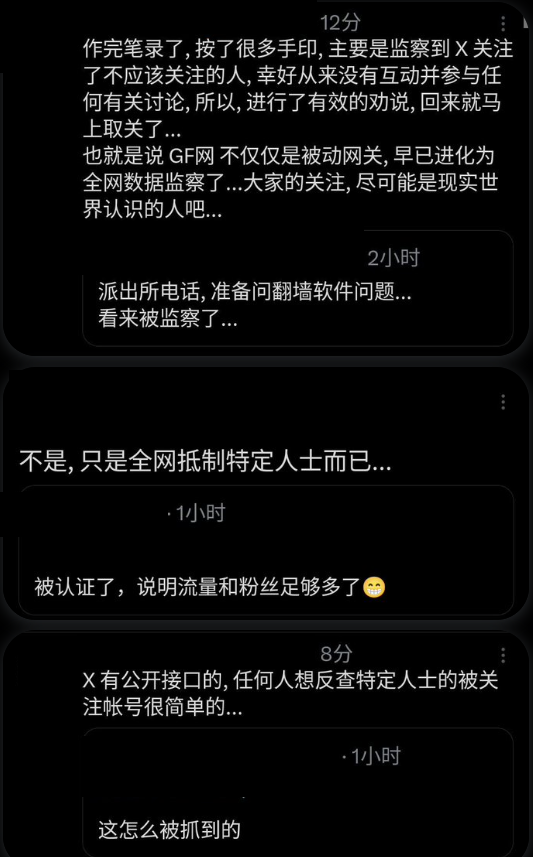 12分
作完笔录了, 按了很多手印, 主要是监察到 X 关注
了不应该关注的人, 幸好从来没有互动并参与任
何有关讨论, 所以, 进行了有效的劝说, 回来就马
上取关了...
也就是说 GF网 不仅仅是被动网关, 早已进化为
全网数据监察了...大家的关注, 尽可能是现实世
界认识的人吧...
2小时
派出所电话, 准备问翻墙软件问题...
看来被监察了...
不是, 只是全网抵制特定人士而已...
· 1小时
被认证了，说明流量和粉丝足够多了😁
8分
X 有公开接口的, 任何人想反查特定人士的被关
注帐号很简单的...
· 1小时
这怎么被抓到的